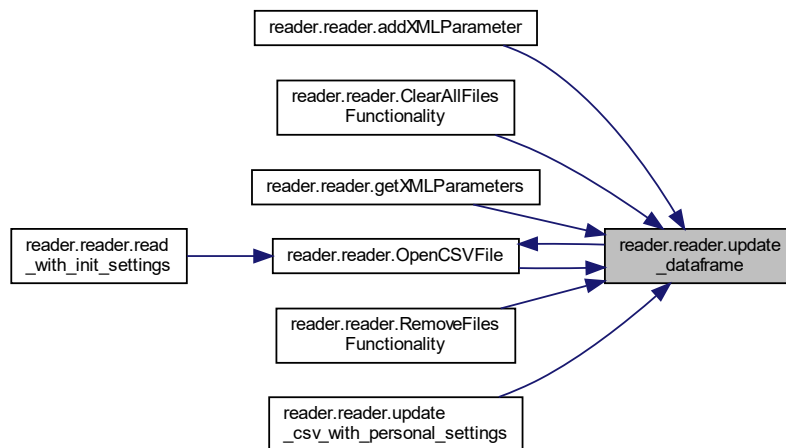 reader.reader.addXMLParameter
reader.reader.ClearAllFiles
Functionality
reader.reader.getXMLParameters
reader.reader.read
_with_init_settings
reader.reader.OpenCSVFile
reader.reader.update
_dataframe
reader.reader.RemoveFiles
Functionality
reader.reader.update
_csv_with_personal_settings